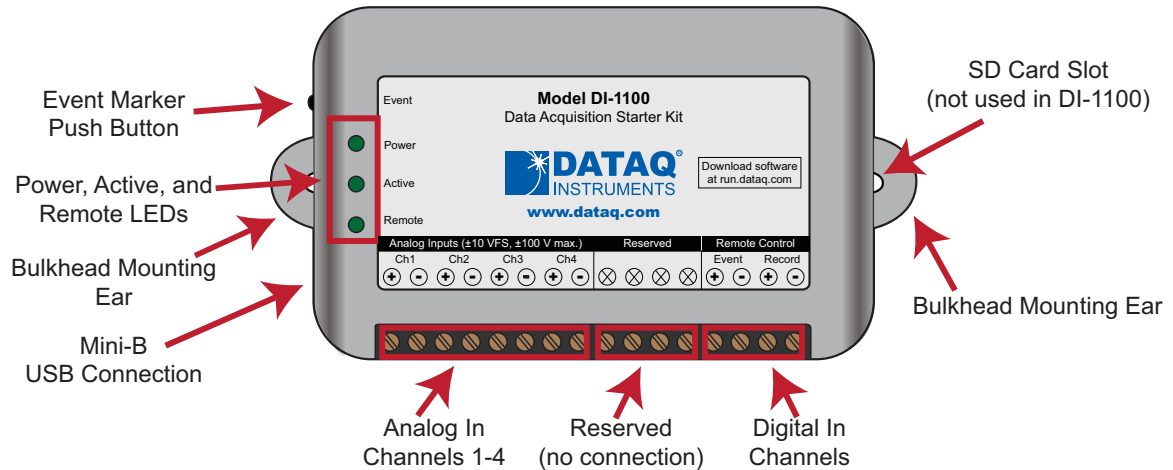 Event Marker
Push Button
Power, Active, and
Remote LEDs
Bulkhead Mounting
Ear
Mini-B
USB Connection
Event
Power
Active
Remote
Model DI-1100
Data Acquisition Starter Kit
DATAQ®
INSTRUMENTS
www.dataq.com
Download software
at run.dataq.com
Analog Inputs (±10 VFS, ±100 V max.) Reserved Remote Control
Ch1 Ch2 Ch3 Ch4 Event Record
+ - + - + - + - + - + -
SD Card Slot
(not used in DI-1100)
Bulkhead Mounting Ear
Analog In
Channels 1-4
Reserved
(no connection)
Digital In
Channels